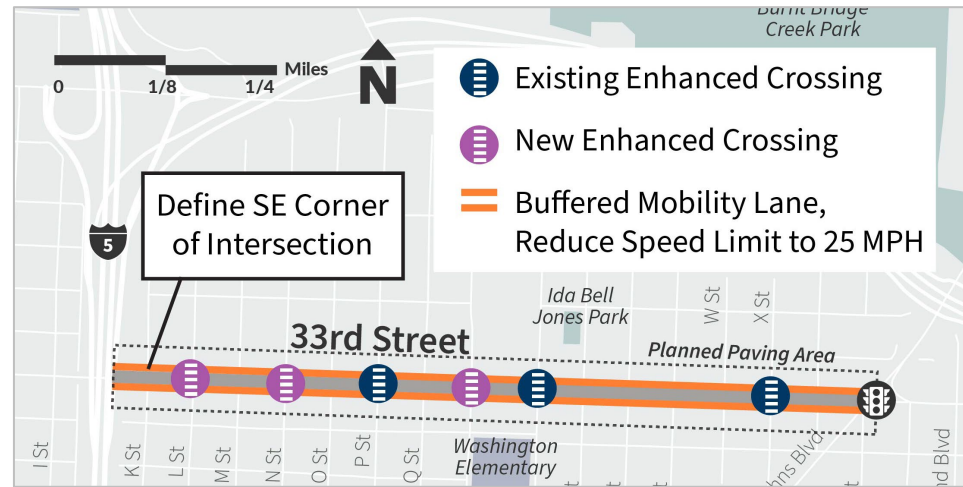 Burnt Bridge
Creek Park
0 1/8 1/4 Miles
N
Existing Enhanced Crossing
New Enhanced Crossing
Buffered Mobility Lane,
Reduce Speed Limit to 25 MPH
Define SE Corner
of Intersection
5
Ida Bell
Jones Park
W St
X St
33rd Street
Planned Paving Area
I St
K St
L St
M St
N St
O St
P St
Q St
Washington
Elementary